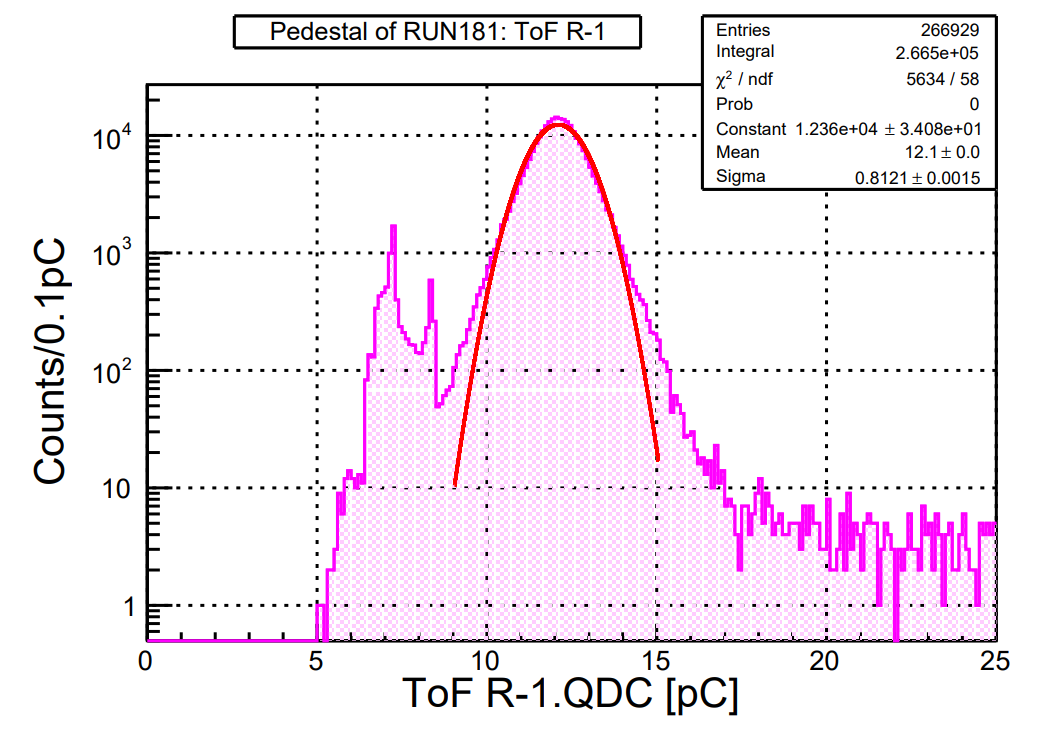 Pedestal of RUN181: ToF R-1
Entries 266929
Integral 2.665e+05
χ² / ndf 5634 / 58
Prob 0
Constant 1.236e+04 ± 3.408e+01
Mean 12.1 ± 0.0
Sigma 0.8121 ± 0.0015
Counts/0.1pC
10⁴
10³
10²
10
1
0 5 10 15 20 25
ToF R-1.QDC [pC]